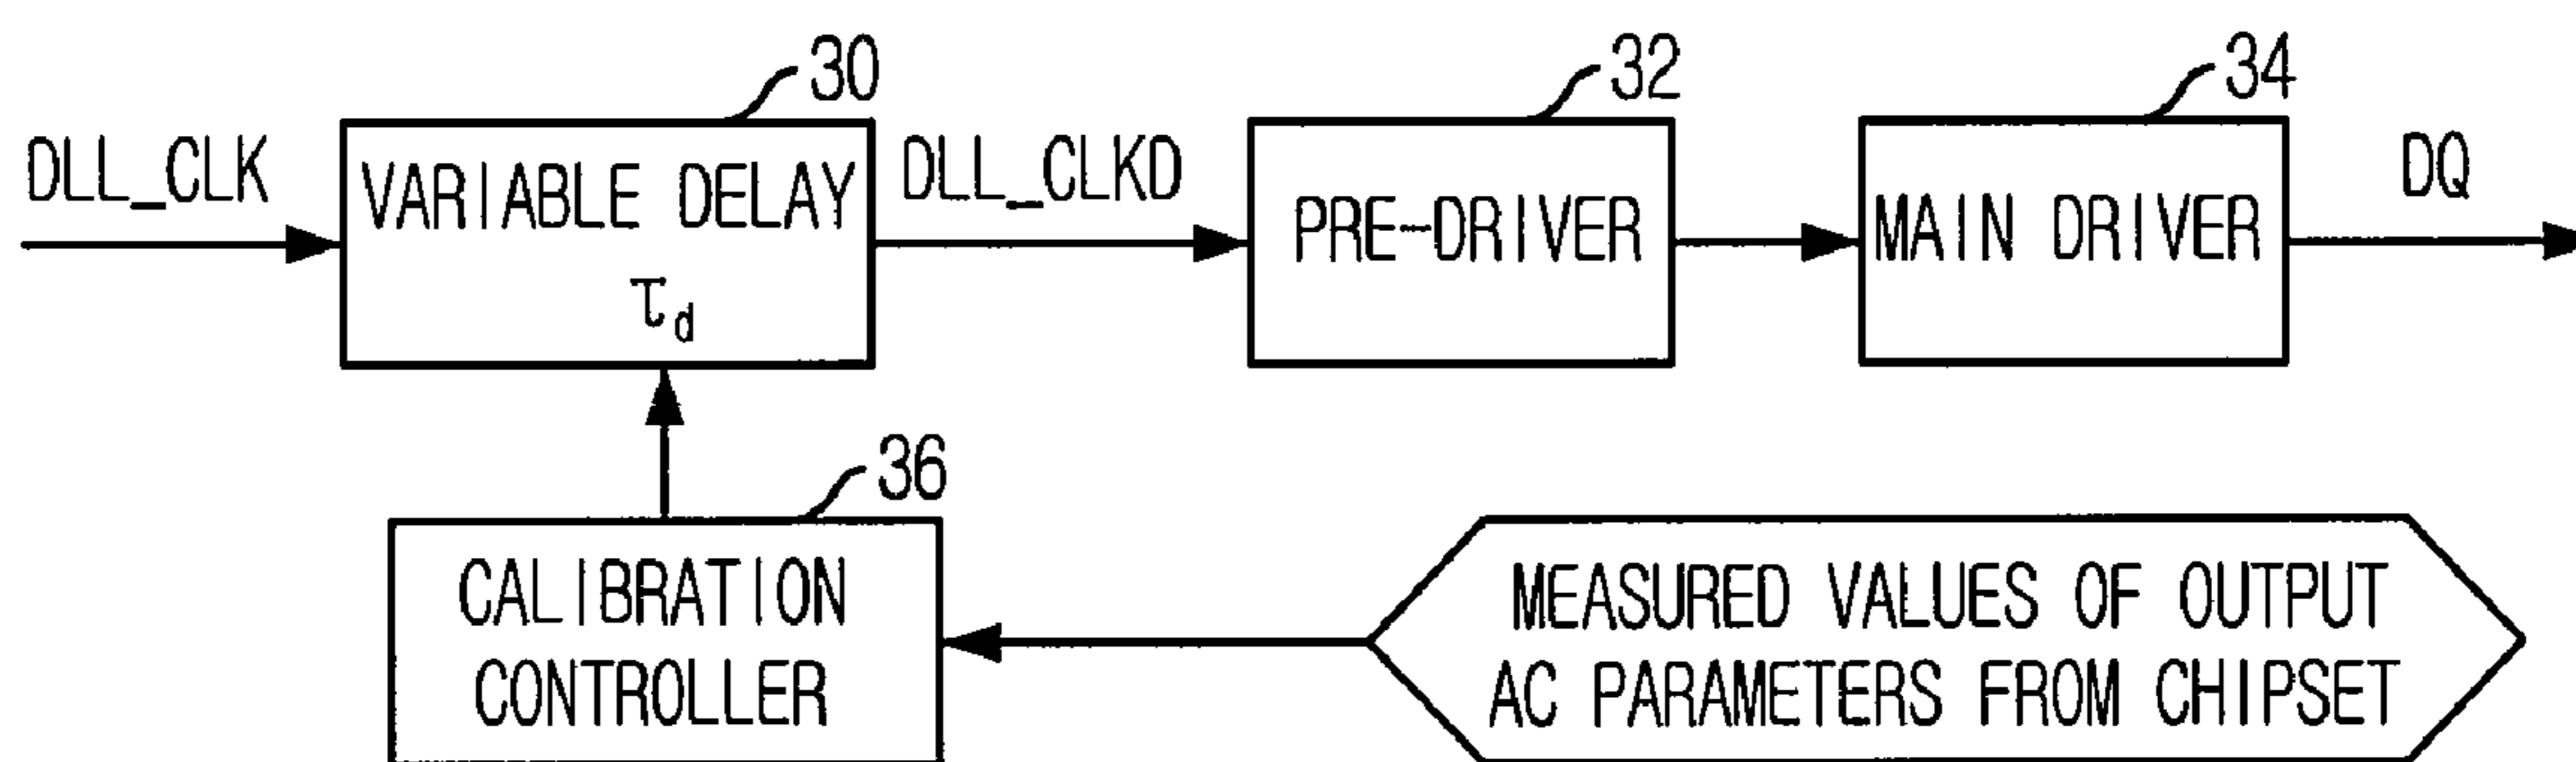 30
32
34
DLL_CLK
VARIABLE DELAY
τd
DLL_CLKD
PRE-DRIVER
MAIN DRIVER
DQ
36
CALIBRATION
CONTROLLER
MEASURED VALUES OF OUTPUT
AC PARAMETERS FROM CHIPSET